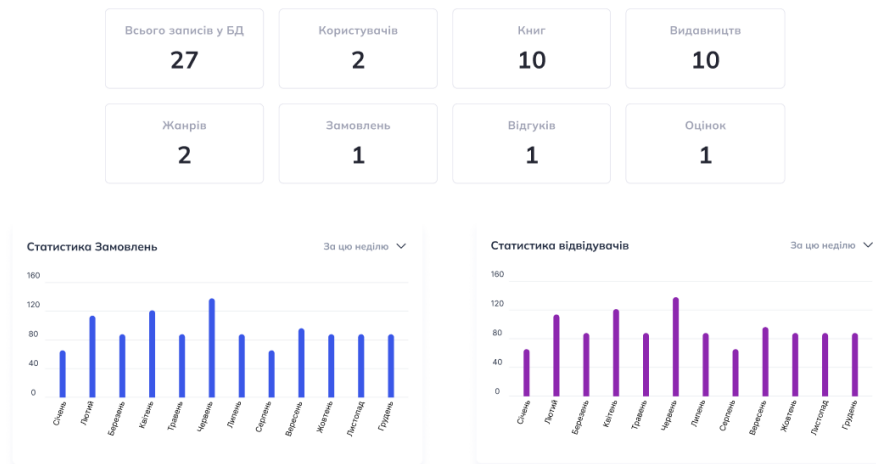 Всього записів у БД
27
Користувачів
2
Книг
10
Видавництв
10
Жанрів
2
Замовлень
1
Відгуків
1
Оцінок
1
Статистика Замовлень
За цю неділю
160
120
80
40
0
Січень
Лютий
Березень
Квітень
Травень
Червень
Липень
Серпень
Вересень
Жовтень
Листопад
Грудень
Статистика відвідувачів
За цю неділю
160
120
80
40
0
Січень
Лютий
Березень
Квітень
Травень
Червень
Липень
Серпень
Вересень
Жовтень
Листопад
Грудень